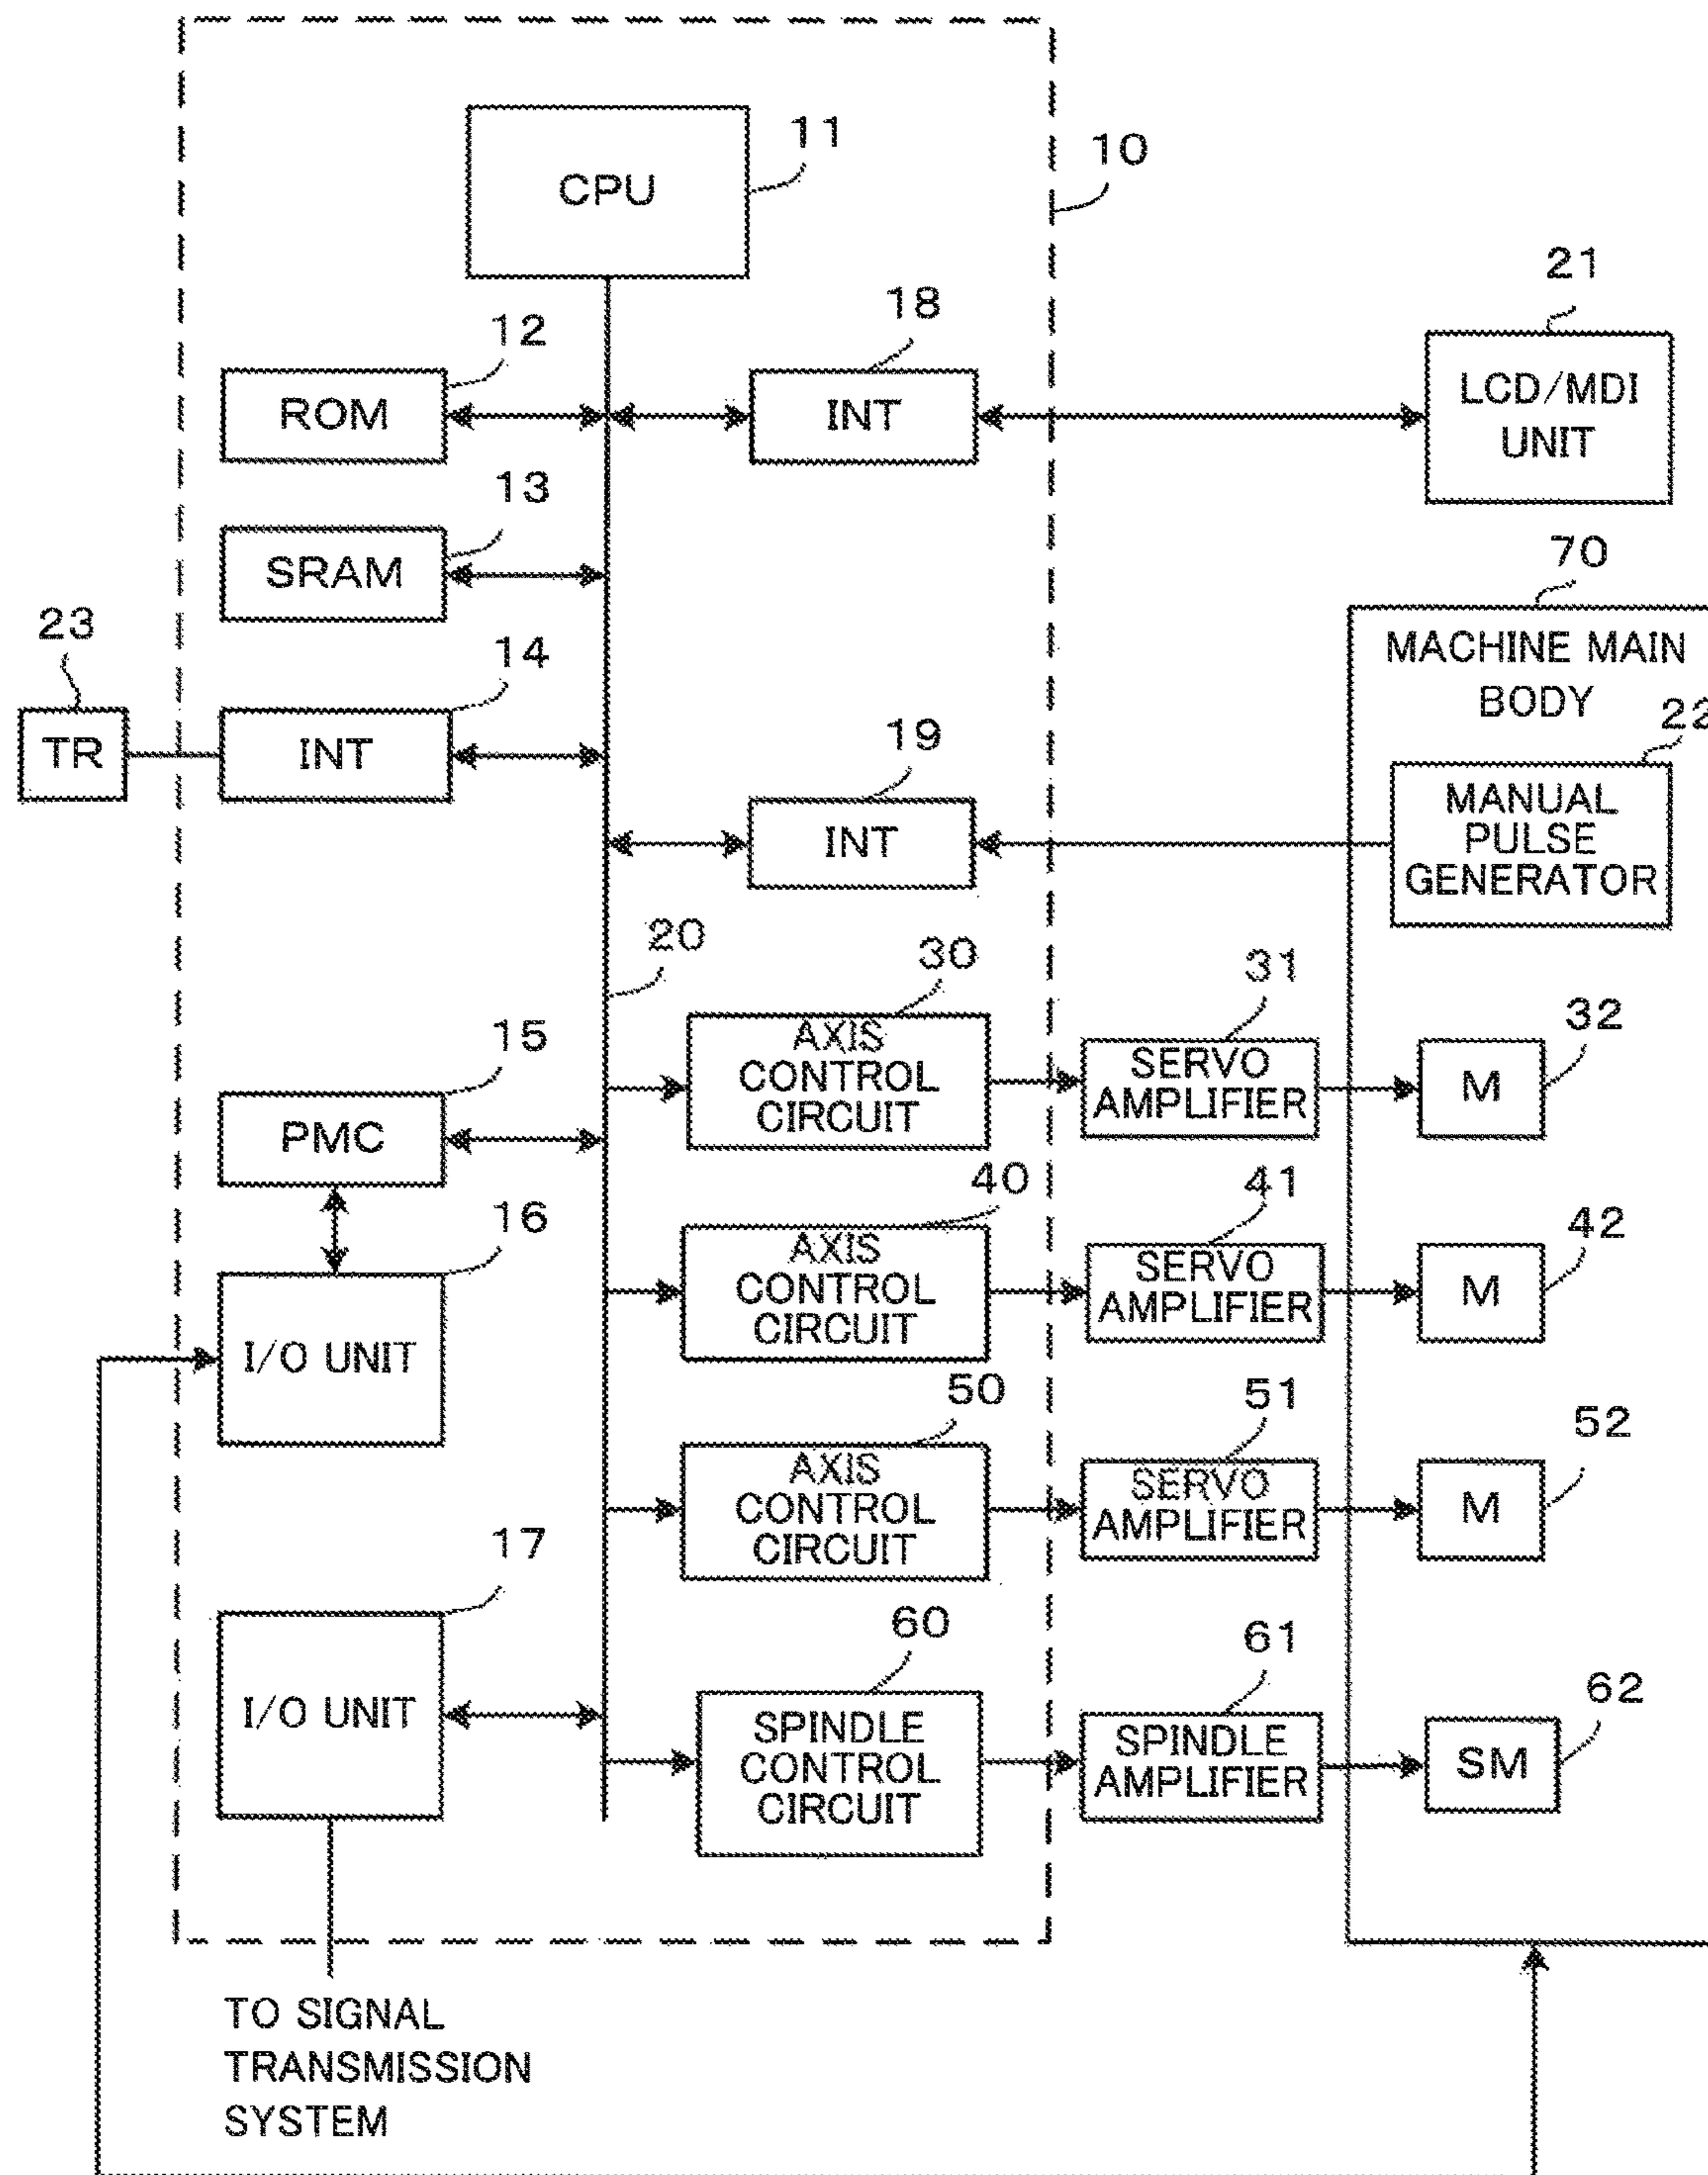 11
CPU
10
21
LCD/MDI
UNIT
12
ROM
18
INT
13
SRAM
70
MACHINE MAIN
BODY
23
TR
14
INT
22
MANUAL
PULSE
GENERATOR
19
INT
20
30
AXIS
CONTROL
CIRCUIT
31
SERVO
AMPLIFIER
32
M
15
PMC
40
AXIS
CONTROL
CIRCUIT
41
SERVO
AMPLIFIER
42
M
16
I/O UNIT
50
AXIS
CONTROL
CIRCUIT
51
SERVO
AMPLIFIER
52
M
17
I/O UNIT
60
SPINDLE
CONTROL
CIRCUIT
61
SPINDLE
AMPLIFIER
62
SM
TO SIGNAL
TRANSMISSION
SYSTEM